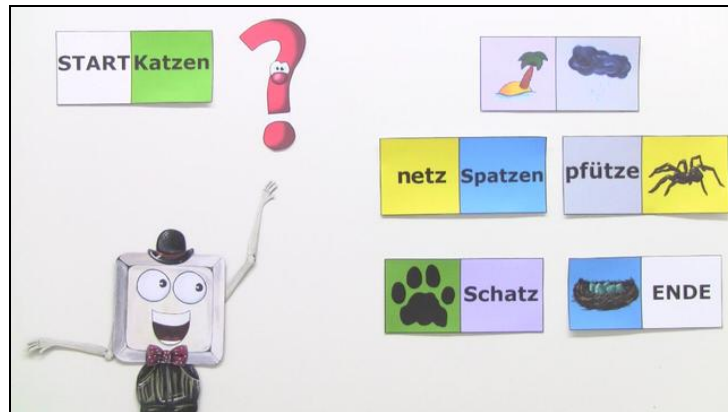 START Katzen
netz Spatzen
pfütze
Schatz
ENDE